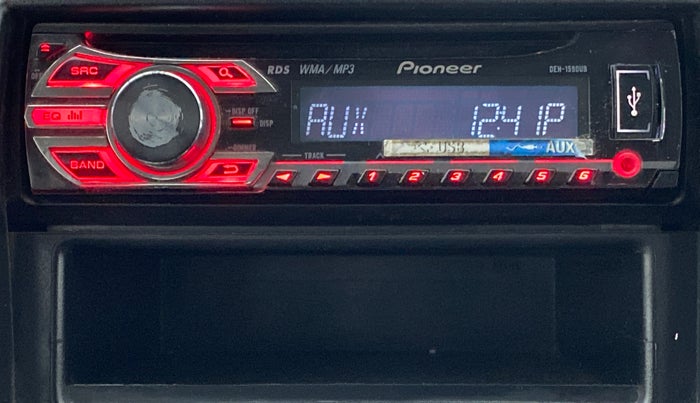 RDS WMA/MP3 Pioneer DEH-1590UB
SRC
DISP OFF
EQ
DISP
AUX 12:41P
DIMMER
USB AUX
BAND
TRACK
1 2 3 4 5 6